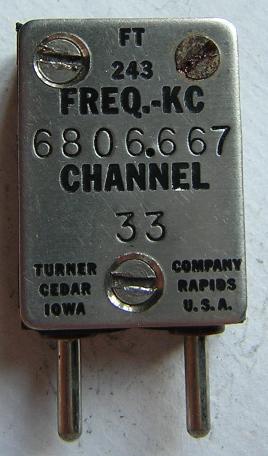 FT
243
FREQ.-KC
6806.667
CHANNEL
33
TURNER COMPANY
CEDAR RAPIDS
IOWA U.S.A.